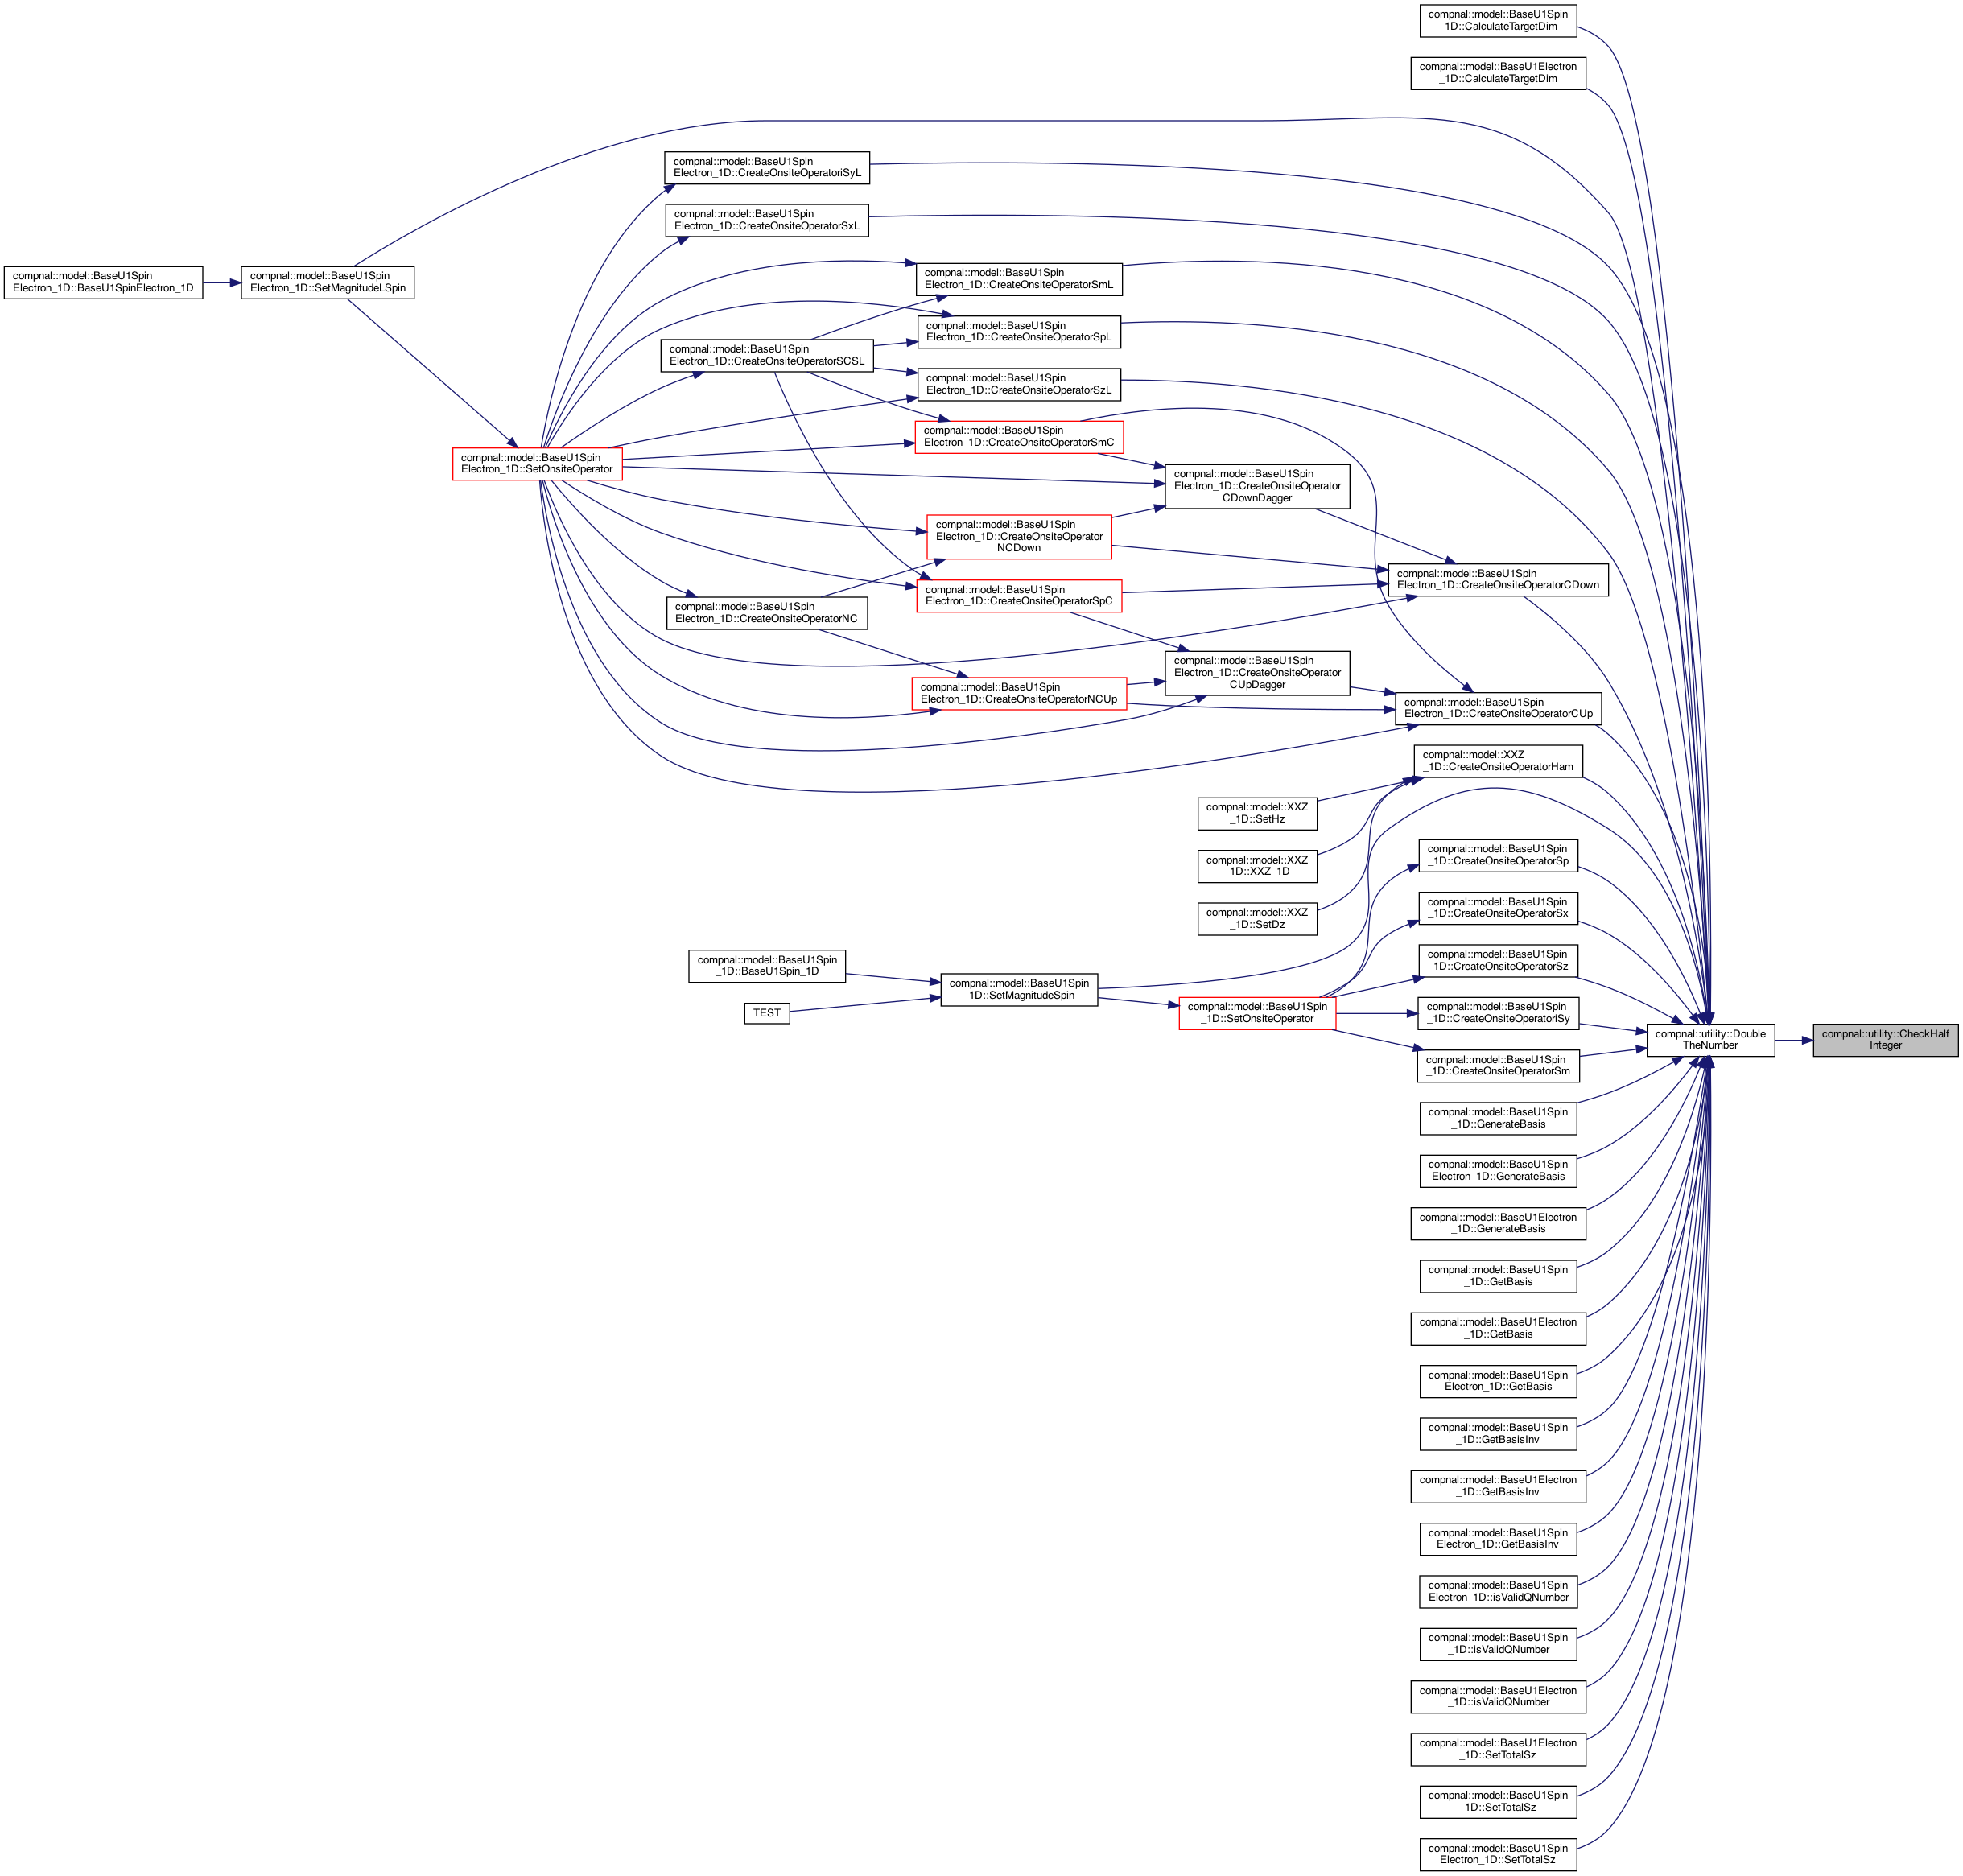 compnal::model::BaseU1Spin
_1D::CalculateTargetDim
compnal::model::BaseU1Electron
_1D::CalculateTargetDim
compnal::model::BaseU1Spin
Electron_1D::CreateOnsiteOperatoriSyL
compnal::model::BaseU1Spin
Electron_1D::CreateOnsiteOperatorSxL
compnal::model::BaseU1Spin
Electron_1D::BaseU1SpinElectron_1D
compnal::model::BaseU1Spin
Electron_1D::SetMagnitudeLSpin
compnal::model::BaseU1Spin
Electron_1D::CreateOnsiteOperatorSmL
compnal::model::BaseU1Spin
Electron_1D::CreateOnsiteOperatorSpL
compnal::model::BaseU1Spin
Electron_1D::CreateOnsiteOperatorSCSL
compnal::model::BaseU1Spin
Electron_1D::CreateOnsiteOperatorSzL
compnal::model::BaseU1Spin
Electron_1D::CreateOnsiteOperatorSmC
compnal::model::BaseU1Spin
Electron_1D::SetOnsiteOperator
compnal::model::BaseU1Spin
Electron_1D::CreateOnsiteOperator
CDownDagger
compnal::model::BaseU1Spin
Electron_1D::CreateOnsiteOperator
NCDown
compnal::model::BaseU1Spin
Electron_1D::CreateOnsiteOperatorCDown
compnal::model::BaseU1Spin
Electron_1D::CreateOnsiteOperatorSpC
compnal::model::BaseU1Spin
Electron_1D::CreateOnsiteOperatorNC
compnal::model::BaseU1Spin
Electron_1D::CreateOnsiteOperator
CUpDagger
compnal::model::BaseU1Spin
Electron_1D::CreateOnsiteOperatorNCUp
compnal::model::BaseU1Spin
Electron_1D::CreateOnsiteOperatorCUp
compnal::model::XXZ
_1D::CreateOnsiteOperatorHam
compnal::model::XXZ
_1D::SetHz
compnal::model::XXZ
_1D::XXZ_1D
compnal::model::XXZ
_1D::SetDz
compnal::model::BaseU1Spin
_1D::CreateOnsiteOperatorSp
compnal::model::BaseU1Spin
_1D::CreateOnsiteOperatorSx
compnal::model::BaseU1Spin
_1D::CreateOnsiteOperatorSz
compnal::model::BaseU1Spin
_1D::BaseU1Spin_1D
TEST
compnal::model::BaseU1Spin
_1D::SetMagnitudeSpin
compnal::model::BaseU1Spin
_1D::SetOnsiteOperator
compnal::model::BaseU1Spin
_1D::CreateOnsiteOperatoriSy
compnal::utility::Double
TheNumber
compnal::utility::CheckHalf
Integer
compnal::model::BaseU1Spin
_1D::CreateOnsiteOperatorSm
compnal::model::BaseU1Spin
_1D::GenerateBasis
compnal::model::BaseU1Spin
Electron_1D::GenerateBasis
compnal::model::BaseU1Electron
_1D::GenerateBasis
compnal::model::BaseU1Spin
_1D::GetBasis
compnal::model::BaseU1Electron
_1D::GetBasis
compnal::model::BaseU1Spin
Electron_1D::GetBasis
compnal::model::BaseU1Spin
_1D::GetBasisInv
compnal::model::BaseU1Electron
_1D::GetBasisInv
compnal::model::BaseU1Spin
Electron_1D::GetBasisInv
compnal::model::BaseU1Spin
Electron_1D::isValidQNumber
compnal::model::BaseU1Spin
_1D::isValidQNumber
compnal::model::BaseU1Electron
_1D::isValidQNumber
compnal::model::BaseU1Electron
_1D::SetTotalSz
compnal::model::BaseU1Spin
_1D::SetTotalSz
compnal::model::BaseU1Spin
Electron_1D::SetTotalSz